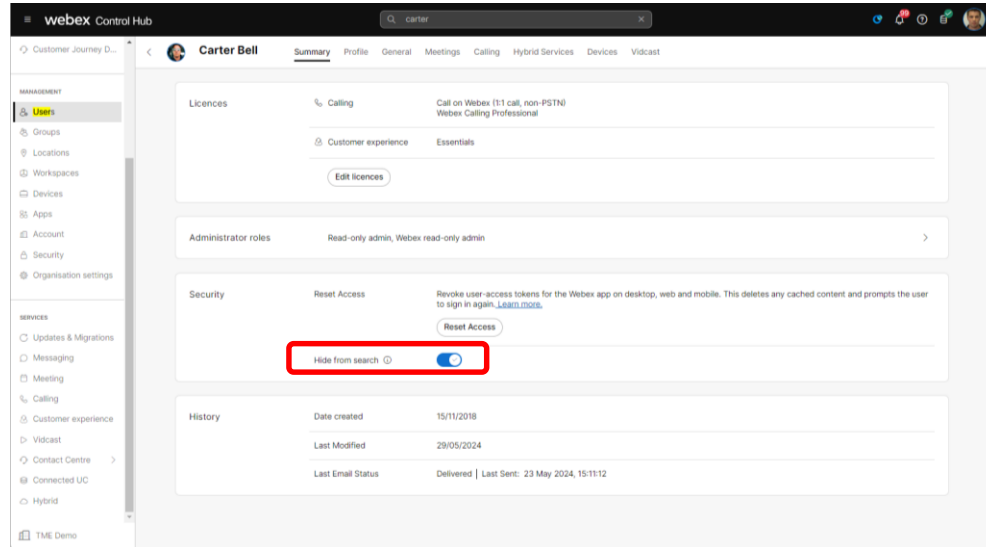 webex Control Hub
carter
99
Customer Journey D...
Carter Bell
Summary Profile General Meetings Calling Hybrid Services Devices Vidcast
MANAGEMENT
Users
Groups
Locations
Workspaces
Devices
Apps
Account
Security
Organisation settings
SERVICES
Updates & Migrations
Messaging
Meeting
Calling
Customer experience
Vidcast
Contact Centre
Connected UC
Hybrid
TME Demo
Licences
Calling
Call on Webex (1:1 call, non-PSTN)
Webex Calling Professional
Customer experience
Essentials
Edit licences
Administrator roles
Read-only admin, Webex read-only admin
Security
Reset Access
Revoke user-access tokens for the Webex app on desktop, web and mobile. This deletes any cached content and prompts the user
to sign in again. Learn more.
Reset Access
Hide from search
History
Date created
15/11/2018
Last Modified
29/05/2024
Last Email Status
Delivered | Last Sent: 23 May 2024, 15:11:12